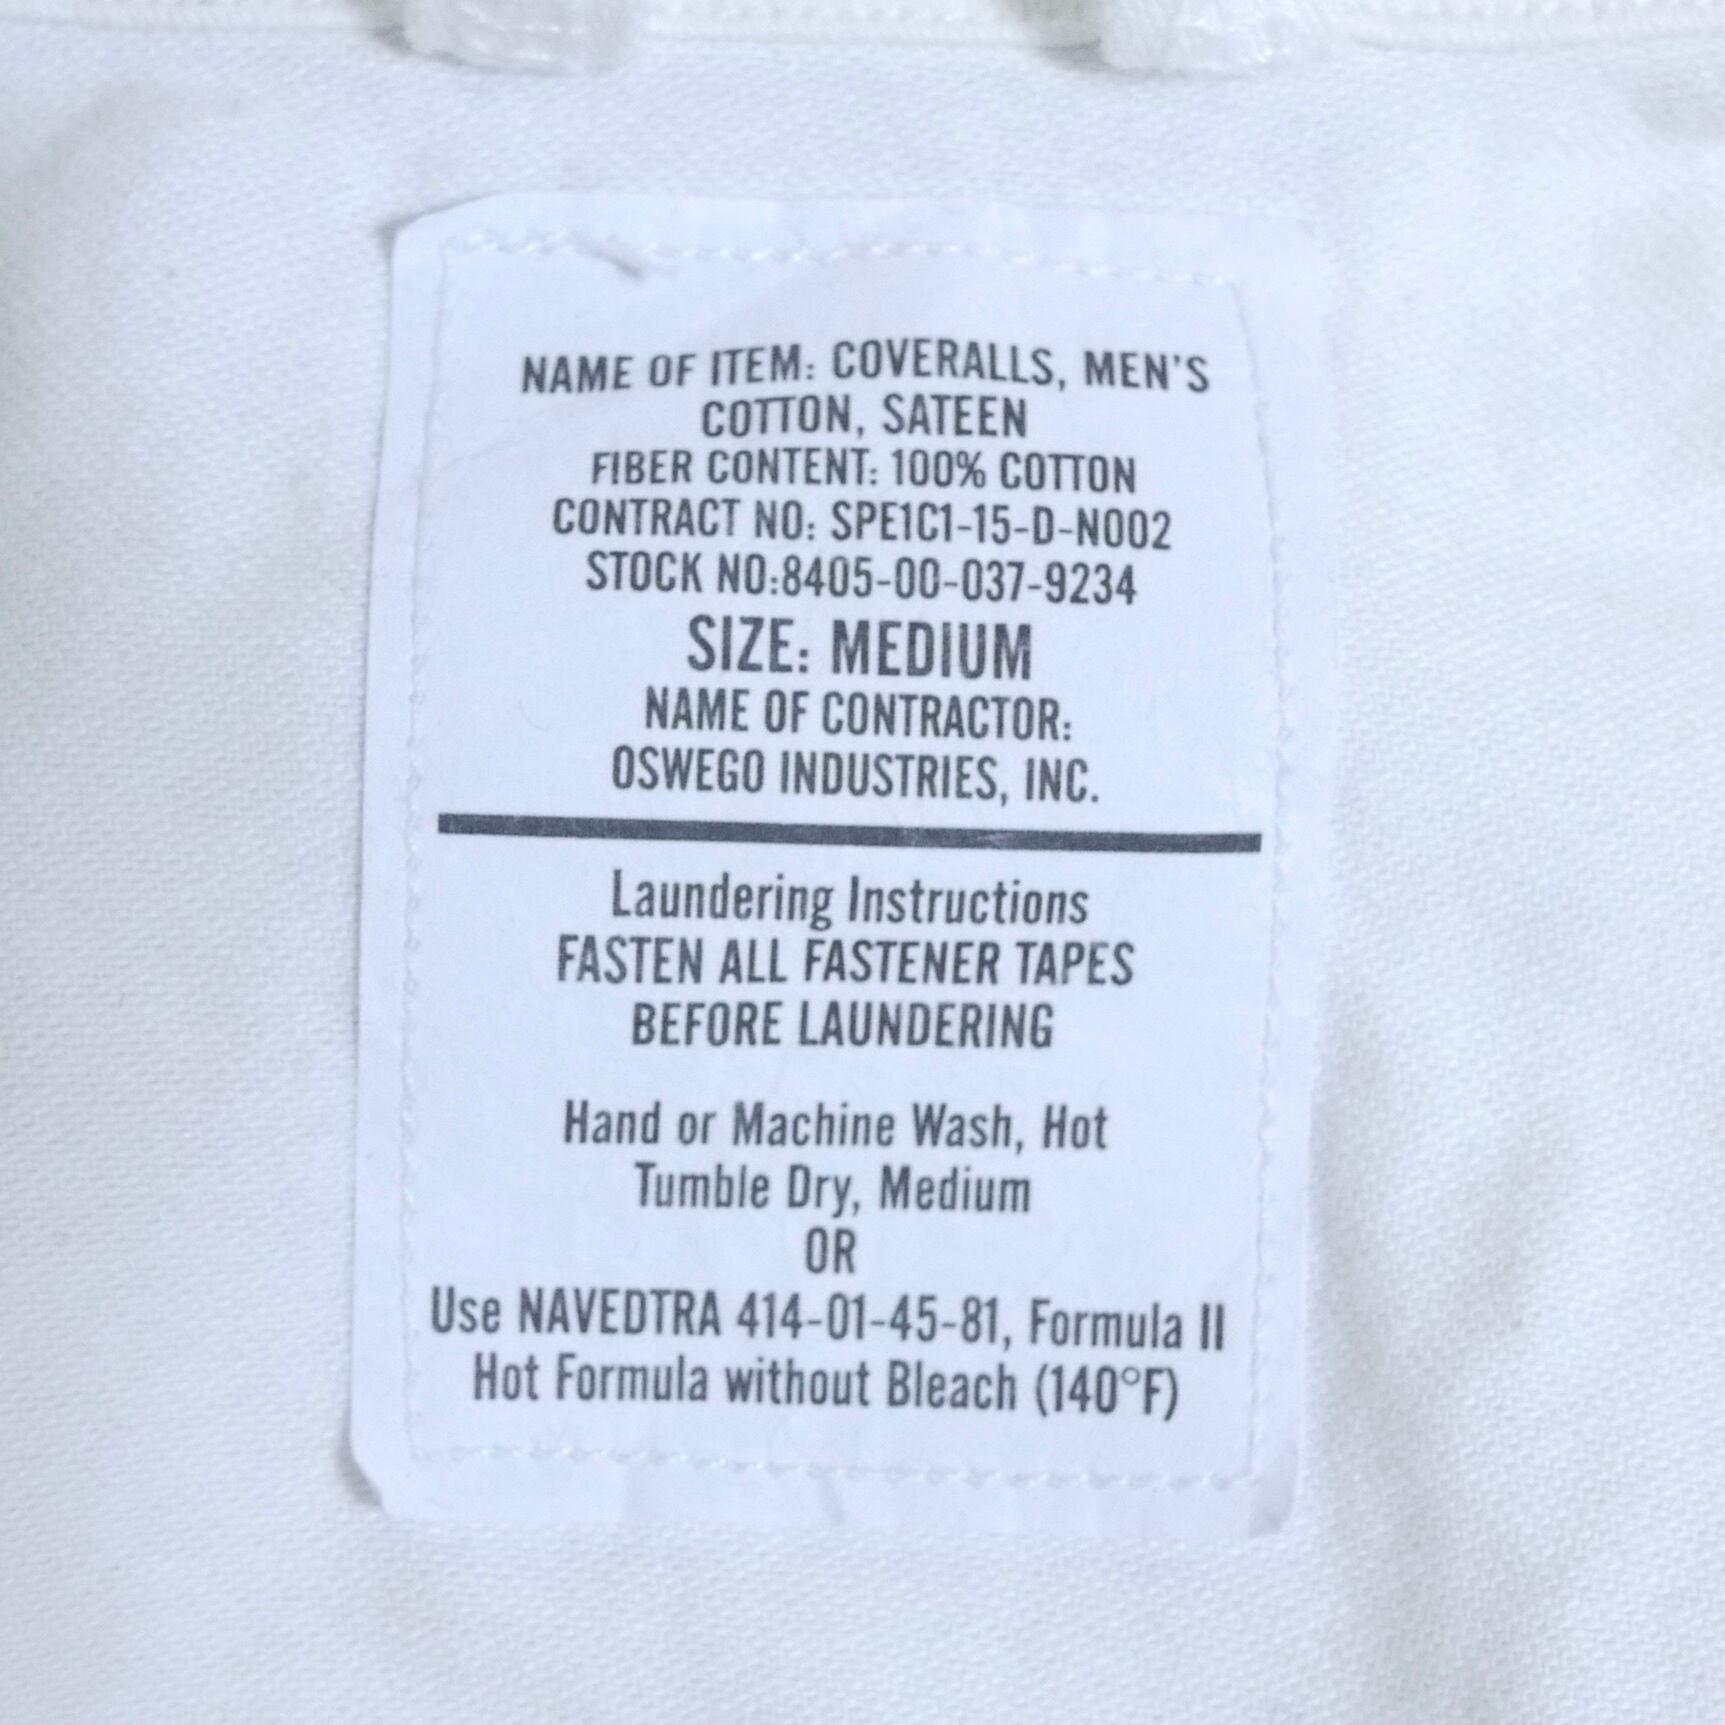 NAME OF ITEM: COVERALLS, MEN'S
COTTON, SATEEN
FIBER CONTENT: 100% COTTON
CONTRACT NO: SPE1C1-15-D-N002
STOCK NO:8405-00-037-9234
SIZE: MEDIUM
NAME OF CONTRACTOR:
OSWEGO INDUSTRIES, INC.
Laundering Instructions
FASTEN ALL FASTENER TAPES
BEFORE LAUNDERING
Hand or Machine Wash, Hot
Tumble Dry, Medium
OR
Use NAVEDTRA 414-01-45-81, Formula II
Hot Formula without Bleach (140°F)